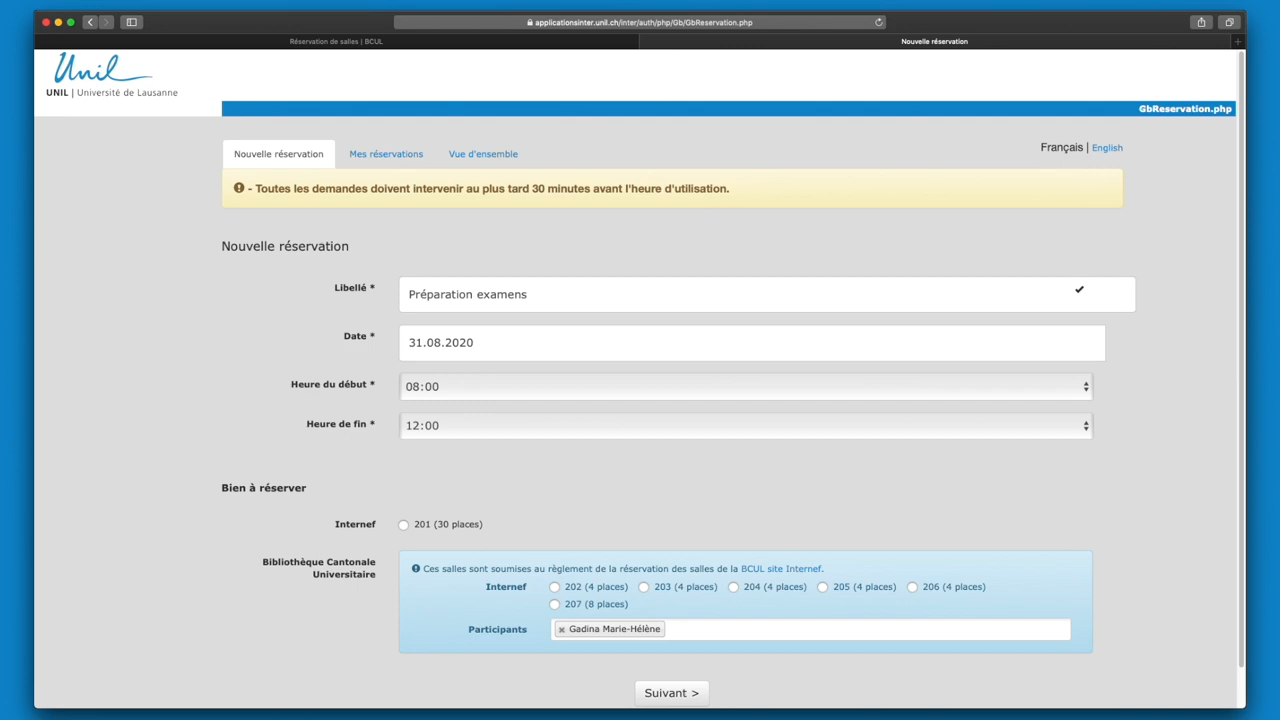 applicationsinter.unil.ch/inter/auth/php/Gb/GbReservation.php
Réservation de salles | BCUL
Nouvelle réservation
Unil
UNIL | Université de Lausanne
GbReservation.php
Nouvelle réservation Mes réservations Vue d'ensemble
Français | English
- Toutes les demandes doivent intervenir au plus tard 30 minutes avant l'heure d'utilisation.
Nouvelle réservation
Libellé * Préparation examens
Date * 31.08.2020
Heure du début * 08:00
Heure de fin * 12:00
Bien à réserver
Internef 201 (30 places)
Bibliothèque Cantonale
Universitaire
Ces salles sont soumises au règlement de la réservation des salles de la BCUL site Internef.
Internef 202 (4 places) 203 (4 places) 204 (4 places) 205 (4 places) 206 (4 places)
207 (8 places)
Participants Gadina Marie-Hélène
Suivant >